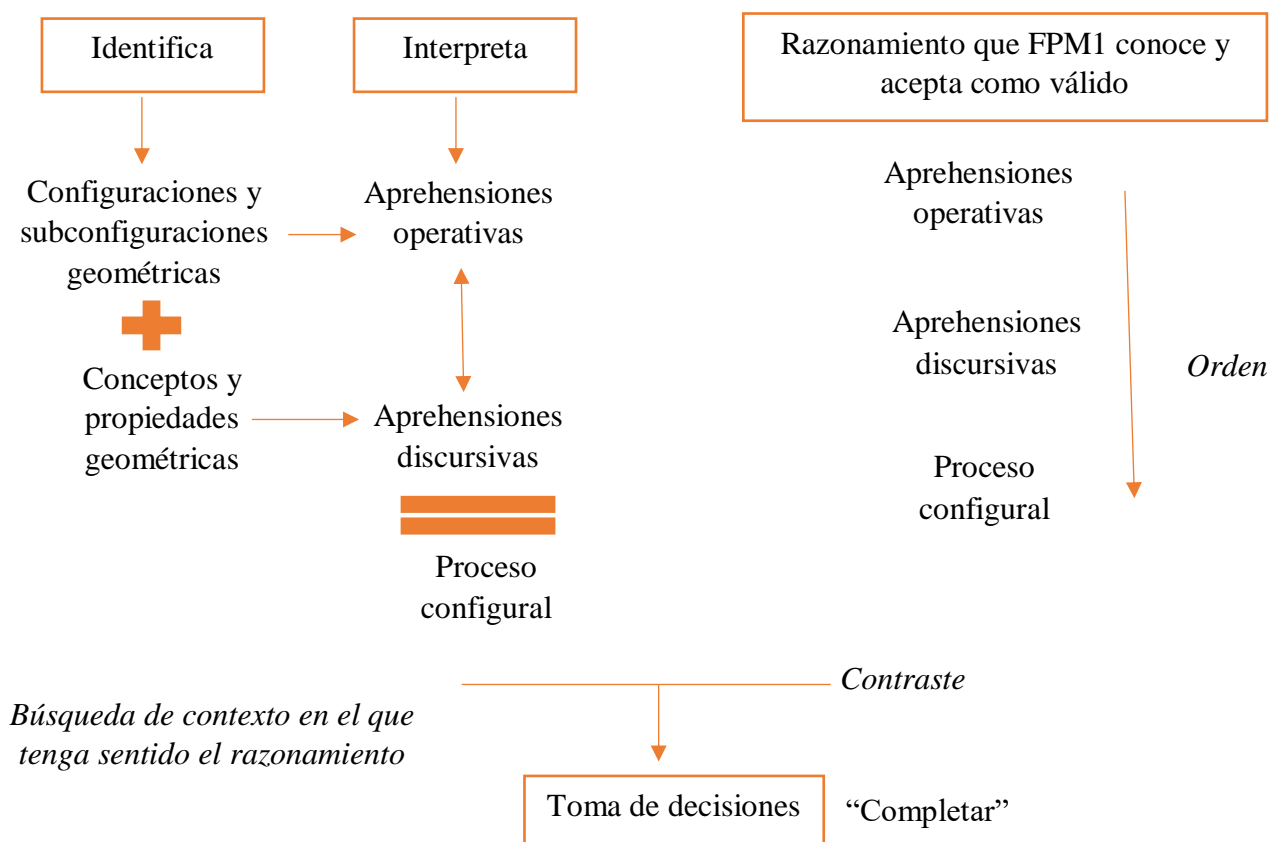 Identifica
Interpreta
Razonamiento que FPM1 conoce y
acepta como válido
Configuraciones y
subconfiguraciones
geométricas
Aprehensiones
operativas
Aprehensiones
operativas
Conceptos y
propiedades
geométricas
Aprehensiones
discursivas
Aprehensiones
discursivas
Orden
Proceso
configural
Proceso
configural
Contraste
Búsqueda de contexto en el que
tenga sentido el razonamiento
Toma de decisiones
“Completar”